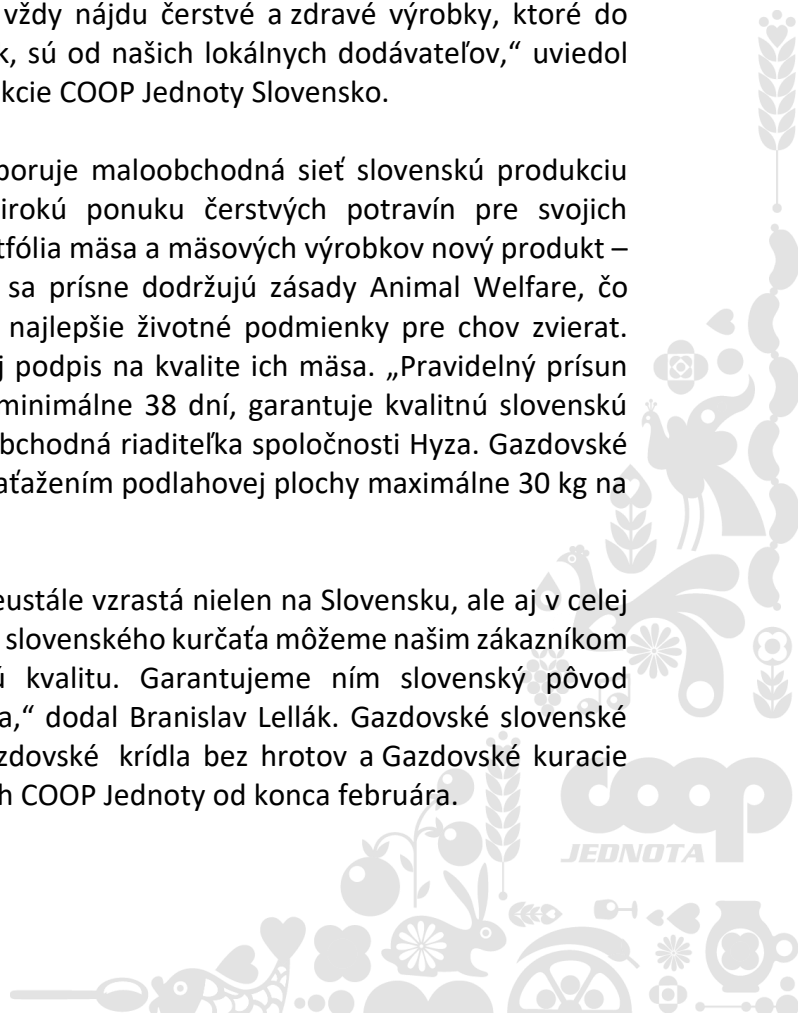 vždy nájdu čerstvé a zdravé výrobky, ktoré do
k, sú od našich lokálnych dodávateľov,“ uviedol
kcie COOP Jednoty Slovensko.
poruje maloobchodná sieť slovenskú produkciu
irokú ponuku čerstvých potravín pre svojich
tfólia mäsa a mäsových výrobkov nový produkt –
sa prísne dodržujú zásady Animal Welfare, čo
najlepšie životné podmienky pre chov zvierat.
j podpis na kvalite ich mäsa. „Pravidelný prísun
minimálne 38 dní, garantuje kvalitnú slovenskú
bchodná riaditeľka spoločnosti Hyza. Gazdovské
aťažením podlahovej plochy maximálne 30 kg na
eustále vzrastá nielen na Slovensku, ale aj v celej
slovenského kurčaťa môžeme našim zákazníkom
ú kvalitu. Garantujeme ním slovenský pôvod
a,“ dodal Branislav Lellák. Gazdovské slovenské
zdovské krídla bez hrotov a Gazdovské kuracie
h COOP Jednoty od konca februára.
coop
JEDNOTA